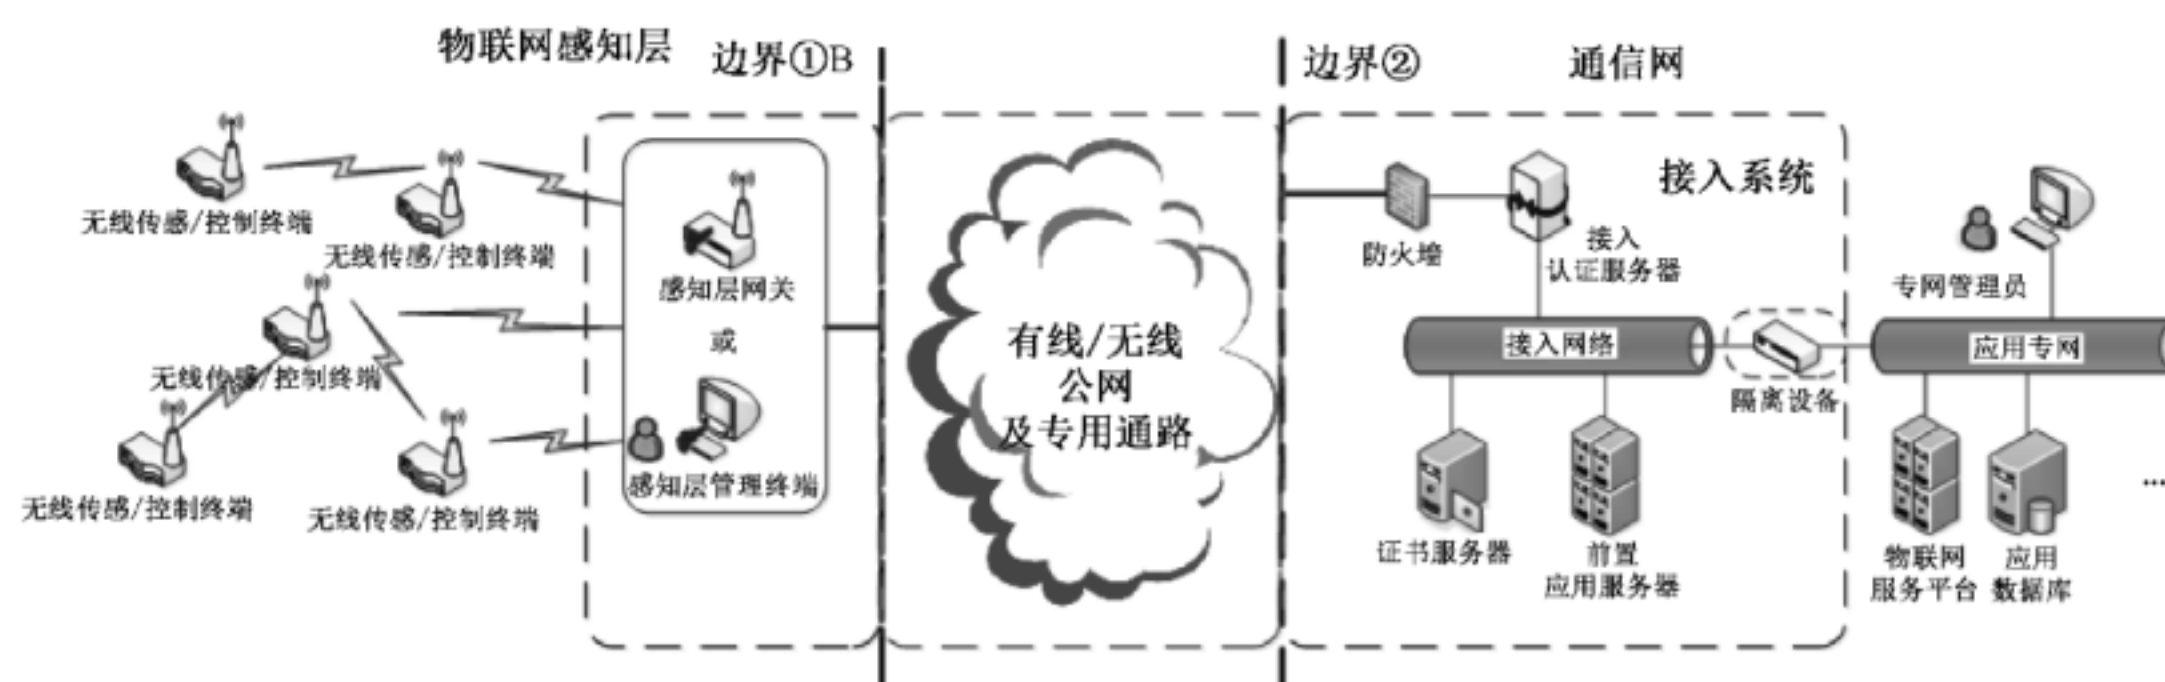 物联网感知层
边界①B
边界②
通信网
无线传感/控制终端
无线传感/控制终端
无线传感/控制终端
无线传感/控制终端
无线传感/控制终端
感知层网关
或
感知层管理终端
有线/无线
公网
及专用通路
接入系统
防火墙
接入
认证服务器
接入网络
隔离设备
证书服务器
前置
应用服务器
专网管理员
应用专网
物联网
服务平台
应用
数据库
...